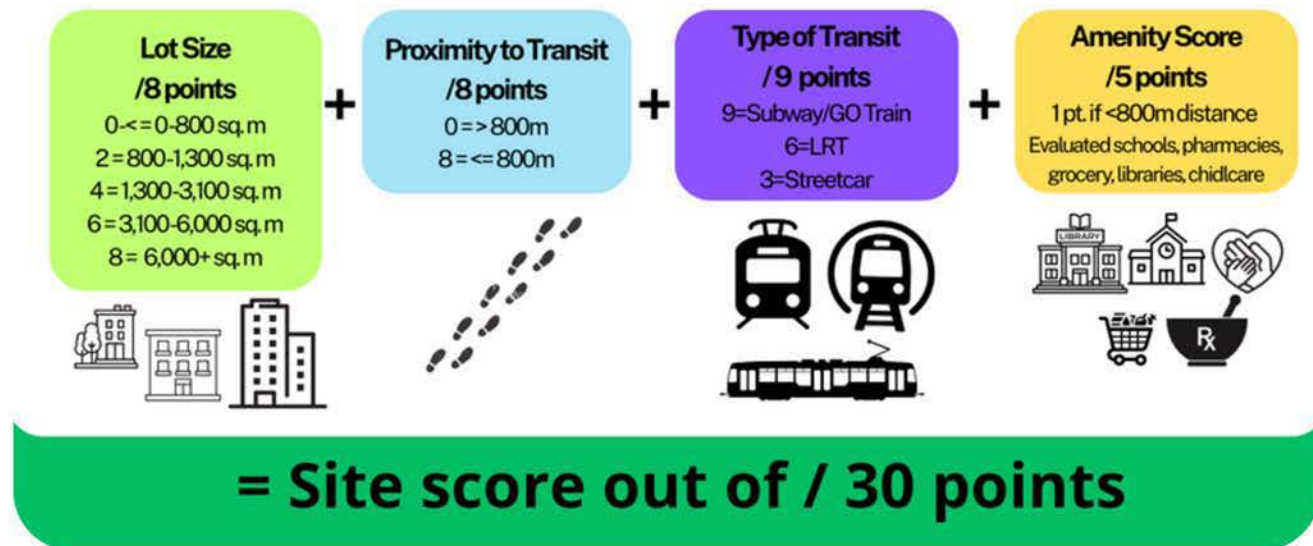 Lot Size
/8 points
0-<=0-800 sq. m
2 = 800-1,300 sq. m
4 = 1,300-3,100 sq. m
6 = 3,100-6,000 sq. m
8 = 6,000+ sq. m
+
Proximity to Transit
/8 points
0 = > 800m
8 = <= 800m
+
Type of Transit
/9 points
9=Subway/GO Train
6=LRT
3=Streetcar
+
Amenity Score
/5 points
1 pt. if <800m distance
Evaluated schools, pharmacies,
grocery, libraries, chidlcare
LIBRARY
Rx
= Site score out of / 30 points